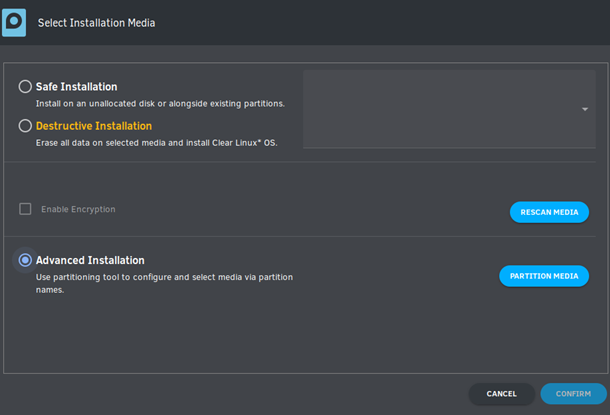 Select Installation Media
Safe Installation
Install on an unallocated disk or alongside existing partitions.
Destructive Installation
Erase all data on selected media and install Clear Linux* OS.
Enable Encryption
RESCAN MEDIA
Advanced Installation
Use partitioning tool to configure and select media via partition
names.
PARTITION MEDIA
CANCEL
CONFIRM